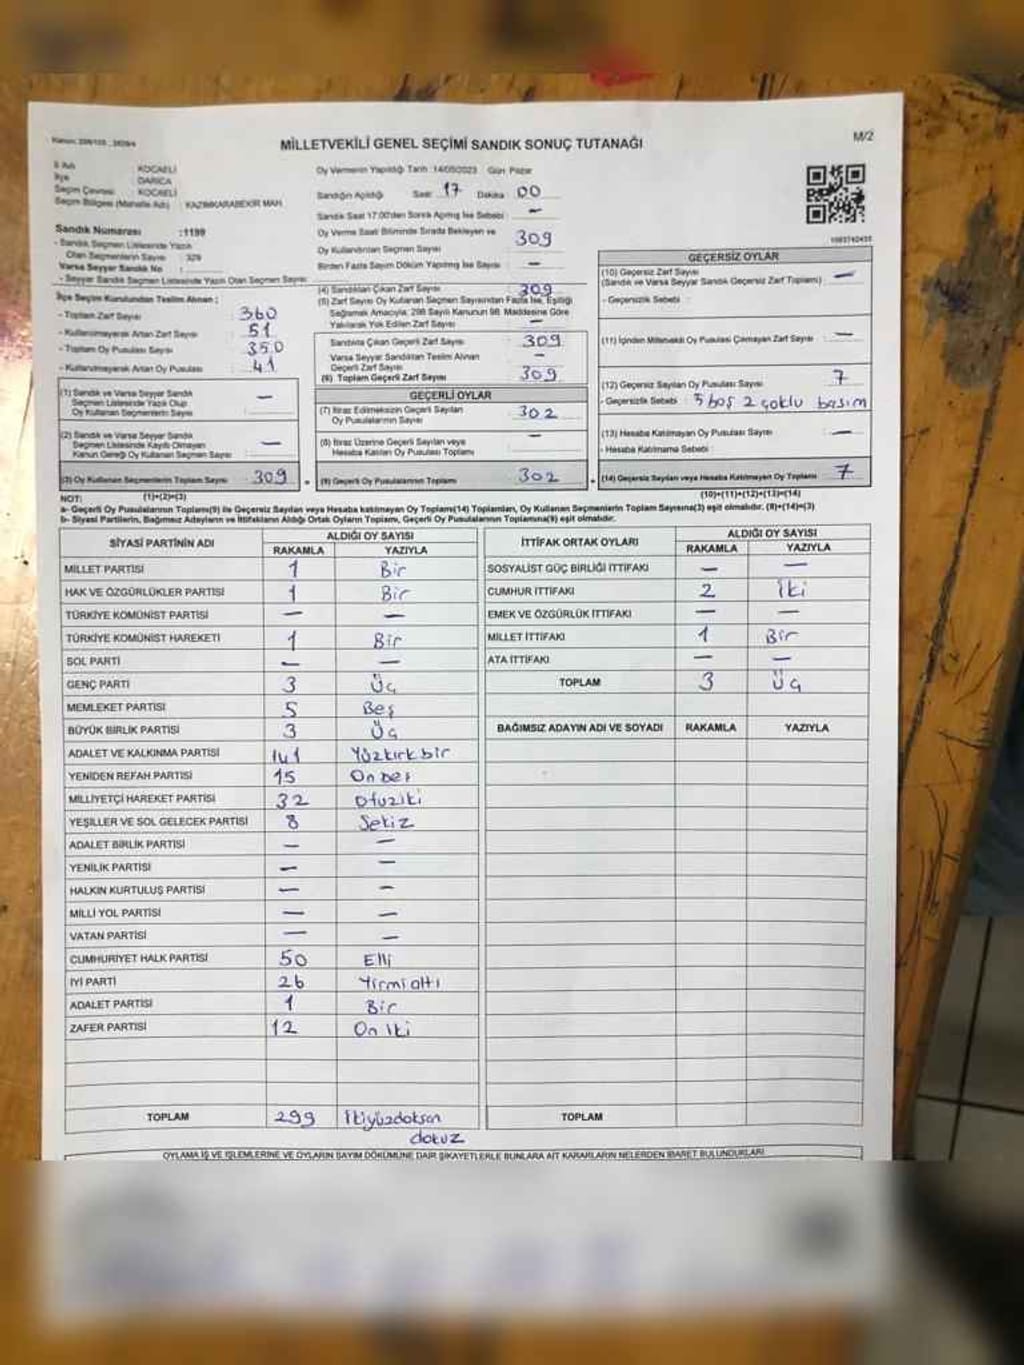 MİLLETVEKİLİ GENEL SEÇİMİ SANDIK SONUÇ TUTANAĞI
M/2
İl Adı : KOCAELİ
İlçe : DARICA
Seçim Çevresi : KOCAELİ
Seçim Bölgesi (Mahalle Adı) : KAZIMKARABEKİR MAH.
Sandık Numarası :1199
- Sandık Seçmen Listesinde Yazılı
Olan Seçmenlerin Sayısı : 329
Varsa Seyyar Sandık No :
- Seyyar Sandık Seçmen Listesinde Yazılı Olan Seçmen Sayısı
Oy Vermenin Yapıldığı Tarih :14/05/2023 Gün Pazar
Sandığın Açıldığı Saat 17 Dakika 00
Sandık Saat 17:00'den Sonra Açılmış İse Sebebi : —
Oy Verme Saati Bitiminde Sırada Bekleyen ve
Oy Kullandırılan Seçmen Sayısı 309
Birden Fazla Sayım Döküm Yapılmış İse Sayısı : —
İlçe Seçim Kurulundan Teslim Alınan ;
- Toplam Zarf Sayısı : 360
- Kullanılmayarak Artan Zarf Sayısı : 51
- Toplam Oy Pusulası Sayısı : 350
- Kullanılmayarak Artan Oy Pusulası : 41
(1) Sandık ve Varsa Seyyar Sandık
Seçmen Listesinde Yazılı Olup
Oy Kullanan Seçmenlerin Sayısı : —
(2) Sandık ve Varsa Seyyar Sandık
Seçmen Listesinde Kayıtlı Olmayan
Kanun Gereği Oy Kullanan Seçmen Sayısı : —
(3) Oy Kullanan Seçmenlerin Toplam Sayısı 309
(1)+(2)=(3)
(4) Sandıktan Çıkan Zarf Sayısı : 309
(5) Zarf Sayısı Oy Kullanan Seçmen Sayısından Fazla İse, Eşitliği
Sağlamak Amacıyla; 298 Sayılı Kanunun 98. Maddesine Göre
Yakılarak Yok Edilen Zarf Sayısı : —
Sandıkta Çıkan Geçerli Zarf Sayısı : 309
Varsa Seyyar Sandıktan Teslim Alınan
Geçerli Zarf Sayısı : —
(6) Toplam Geçerli Zarf Sayısı : 309
GEÇERLİ OYLAR
(7) İtiraz Edilmeksizin Geçerli Sayılan
Oy Pusulalarının Sayısı : 302
(8) İtiraz Üzerine Geçerli Sayılan veya
Hesaba Katılan Oy Pusulası Toplamı : —
(9) Geçerli Oy Pusulalarının Toplamı : 302
GEÇERSİZ OYLAR
(10) Geçersiz Zarf Sayısı : —
(Sandık ve Varsa Seyyar Sandık Geçersiz Zarf Toplamı)
- Geçersizlik Sebebi :
(11) İçinden Milletvekili Oy Pusulası Çıkmayan Zarf Sayısı : —
(12) Geçersiz Sayılan Oy Pusulası Sayısı : 7
- Geçersizlik Sebebi : 5 boş 2 çoklu basım
(13) Hesaba Katılmayan Oy Pusulası Sayısı : —
- Hesaba Katılmama Sebebi :
(14) Geçersiz Sayılan veya Hesaba Katılmayan Oy Toplamı : 7
(10)+(11)+(12)+(13)=(14)
NOT:
a- Geçerli Oy Pusulalarının Toplamı(9) ile Geçersiz Sayılan veya Hesaba katılmayan Oy Toplamı(14) Toplamları, Oy Kullanan Seçmenlerin Toplam Sayısına(3) eşit olmalıdır. (9)+(14)=(3)
b- Siyasi Partilerin, Bağımsız Adayların ve İttifakların Aldığı Ortak Oyların Toplamı, Geçerli Oy Pusulalarının Toplamına(9) eşit olmalıdır.
SİYASİ PARTİNİN ADI ALDIĞI OY SAYISI
RAKAMLA YAZIYLA
MİLLET PARTİSİ 1 Bir
HAK VE ÖZGÜRLÜKLER PARTİSİ 1 Bir
TÜRKİYE KOMÜNİST PARTİSİ — —
TÜRKİYE KOMÜNİST HAREKETİ 1 Bir
SOL PARTİ — —
GENÇ PARTİ 3 Üç
MEMLEKET PARTİSİ 5 Beş
BÜYÜK BİRLİK PARTİSİ 3 Üç
ADALET VE KALKINMA PARTİSİ 141 Yüzkırkbir
YENİDEN REFAH PARTİSİ 15 On beş
MİLLİYETÇİ HAREKET PARTİSİ 32 Otuziki
YEŞİLLER VE SOL GELECEK PARTİSİ 8 Sekiz
ADALET BİRLİK PARTİSİ — —
YENİLİK PARTİSİ — —
HALKIN KURTULUŞ PARTİSİ — —
MİLLİ YOL PARTİSİ — —
VATAN PARTİSİ — —
CUMHURİYET HALK PARTİSİ 50 Elli
İYİ PARTİ 26 Yirmialtı
ADALET PARTİSİ 1 Bir
ZAFER PARTİSİ 12 On iki
TOPLAM 299 İkiyüzdoksan
dokuz
İTTİFAK ORTAK OYLARI ALDIĞI OY SAYISI
RAKAMLA YAZIYLA
SOSYALİST GÜÇ BİRLİĞİ İTTİFAKI — —
CUMHUR İTTİFAKI 2 İki
EMEK VE ÖZGÜRLÜK İTTİFAKI — —
MİLLET İTTİFAKI 1 Bir
ATA İTTİFAKI — —
TOPLAM 3 Üç
BAĞIMSIZ ADAYIN ADI VE SOYADI RAKAMLA YAZIYLA
TOPLAM
OYLAMA İŞ VE İŞLEMLERİNE VE OYLARIN SAYIM DÖKÜMÜNE DAİR ŞİKAYETLERLE BUNLARA AİT KARARLARIN NELERDEN İBARET BULUNDUKLARI